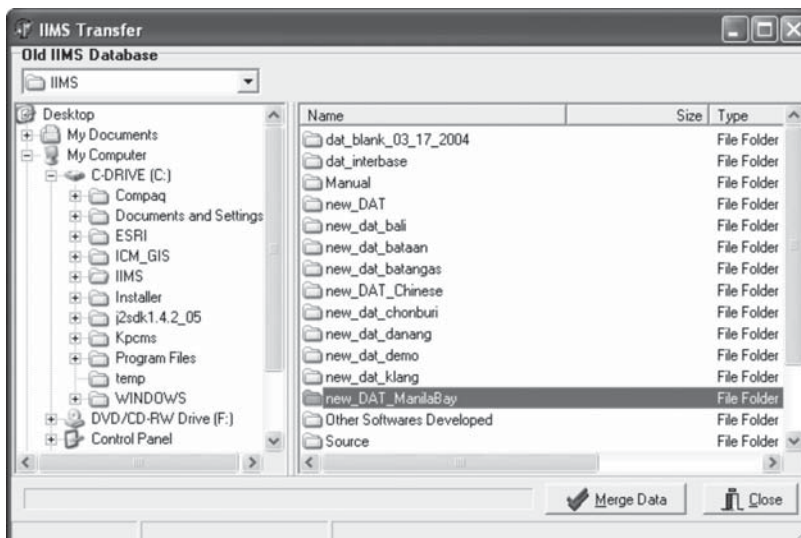 IIMS Transfer
Old IIMS Database
IIMS
Desktop
My Documents
My Computer
C-DRIVE (C:)
Compaq
Documents and Settings
ESRI
ICM_GIS
IIMS
Installer
j2sdk1.4.2_05
Kpcms
Program Files
temp
WINDOWS
DVD/CD-RW Drive (F:)
Control Panel
Name Size Type
dat_blank_03_17_2004 File Folder
dat_interbase File Folder
Manual File Folder
new_DAT File Folder
new_dat_bali File Folder
new_dat_bataan File Folder
new_dat_batangas File Folder
new_DAT_Chinese File Folder
new_dat_chonburi File Folder
new_dat_danang File Folder
new_dat_demo File Folder
new_dat_klang File Folder
new_DAT_ManilaBay File Folder
Other Softwares Developed File Folder
Source File Folder
Merge Data
Close